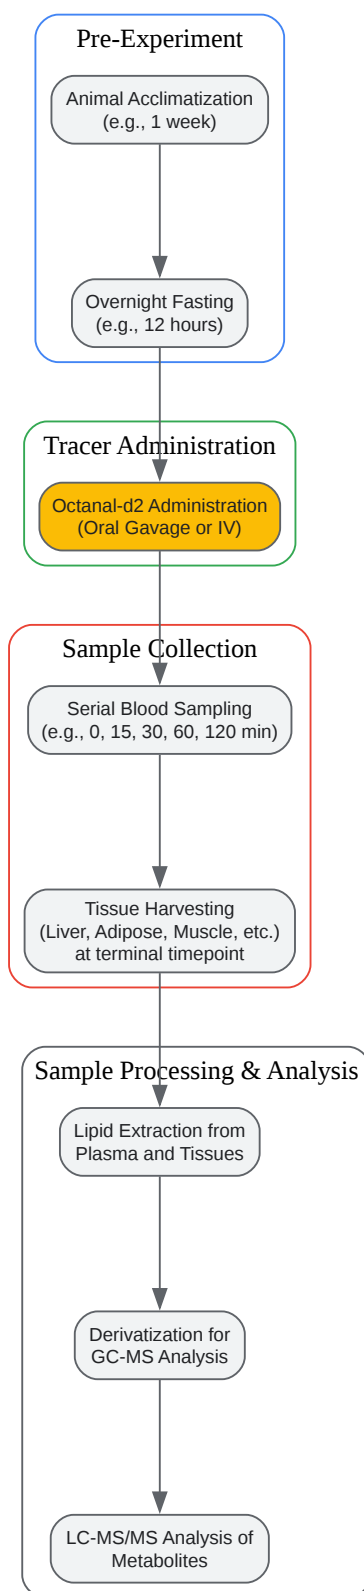 Pre-Experiment
Animal Acclimatization
(e.g., 1 week)
Overnight Fasting
(e.g., 12 hours)
Tracer Administration
Octanal-d2 Administration
(Oral Gavage or IV)
Sample Collection
Serial Blood Sampling
(e.g., 0, 15, 30, 60, 120 min)
Tissue Harvesting
(Liver, Adipose, Muscle, etc.)
at terminal timepoint
Sample Processing & Analysis
Lipid Extraction from
Plasma and Tissues
Derivatization for
GC-MS Analysis
LC-MS/MS Analysis of
Metabolites